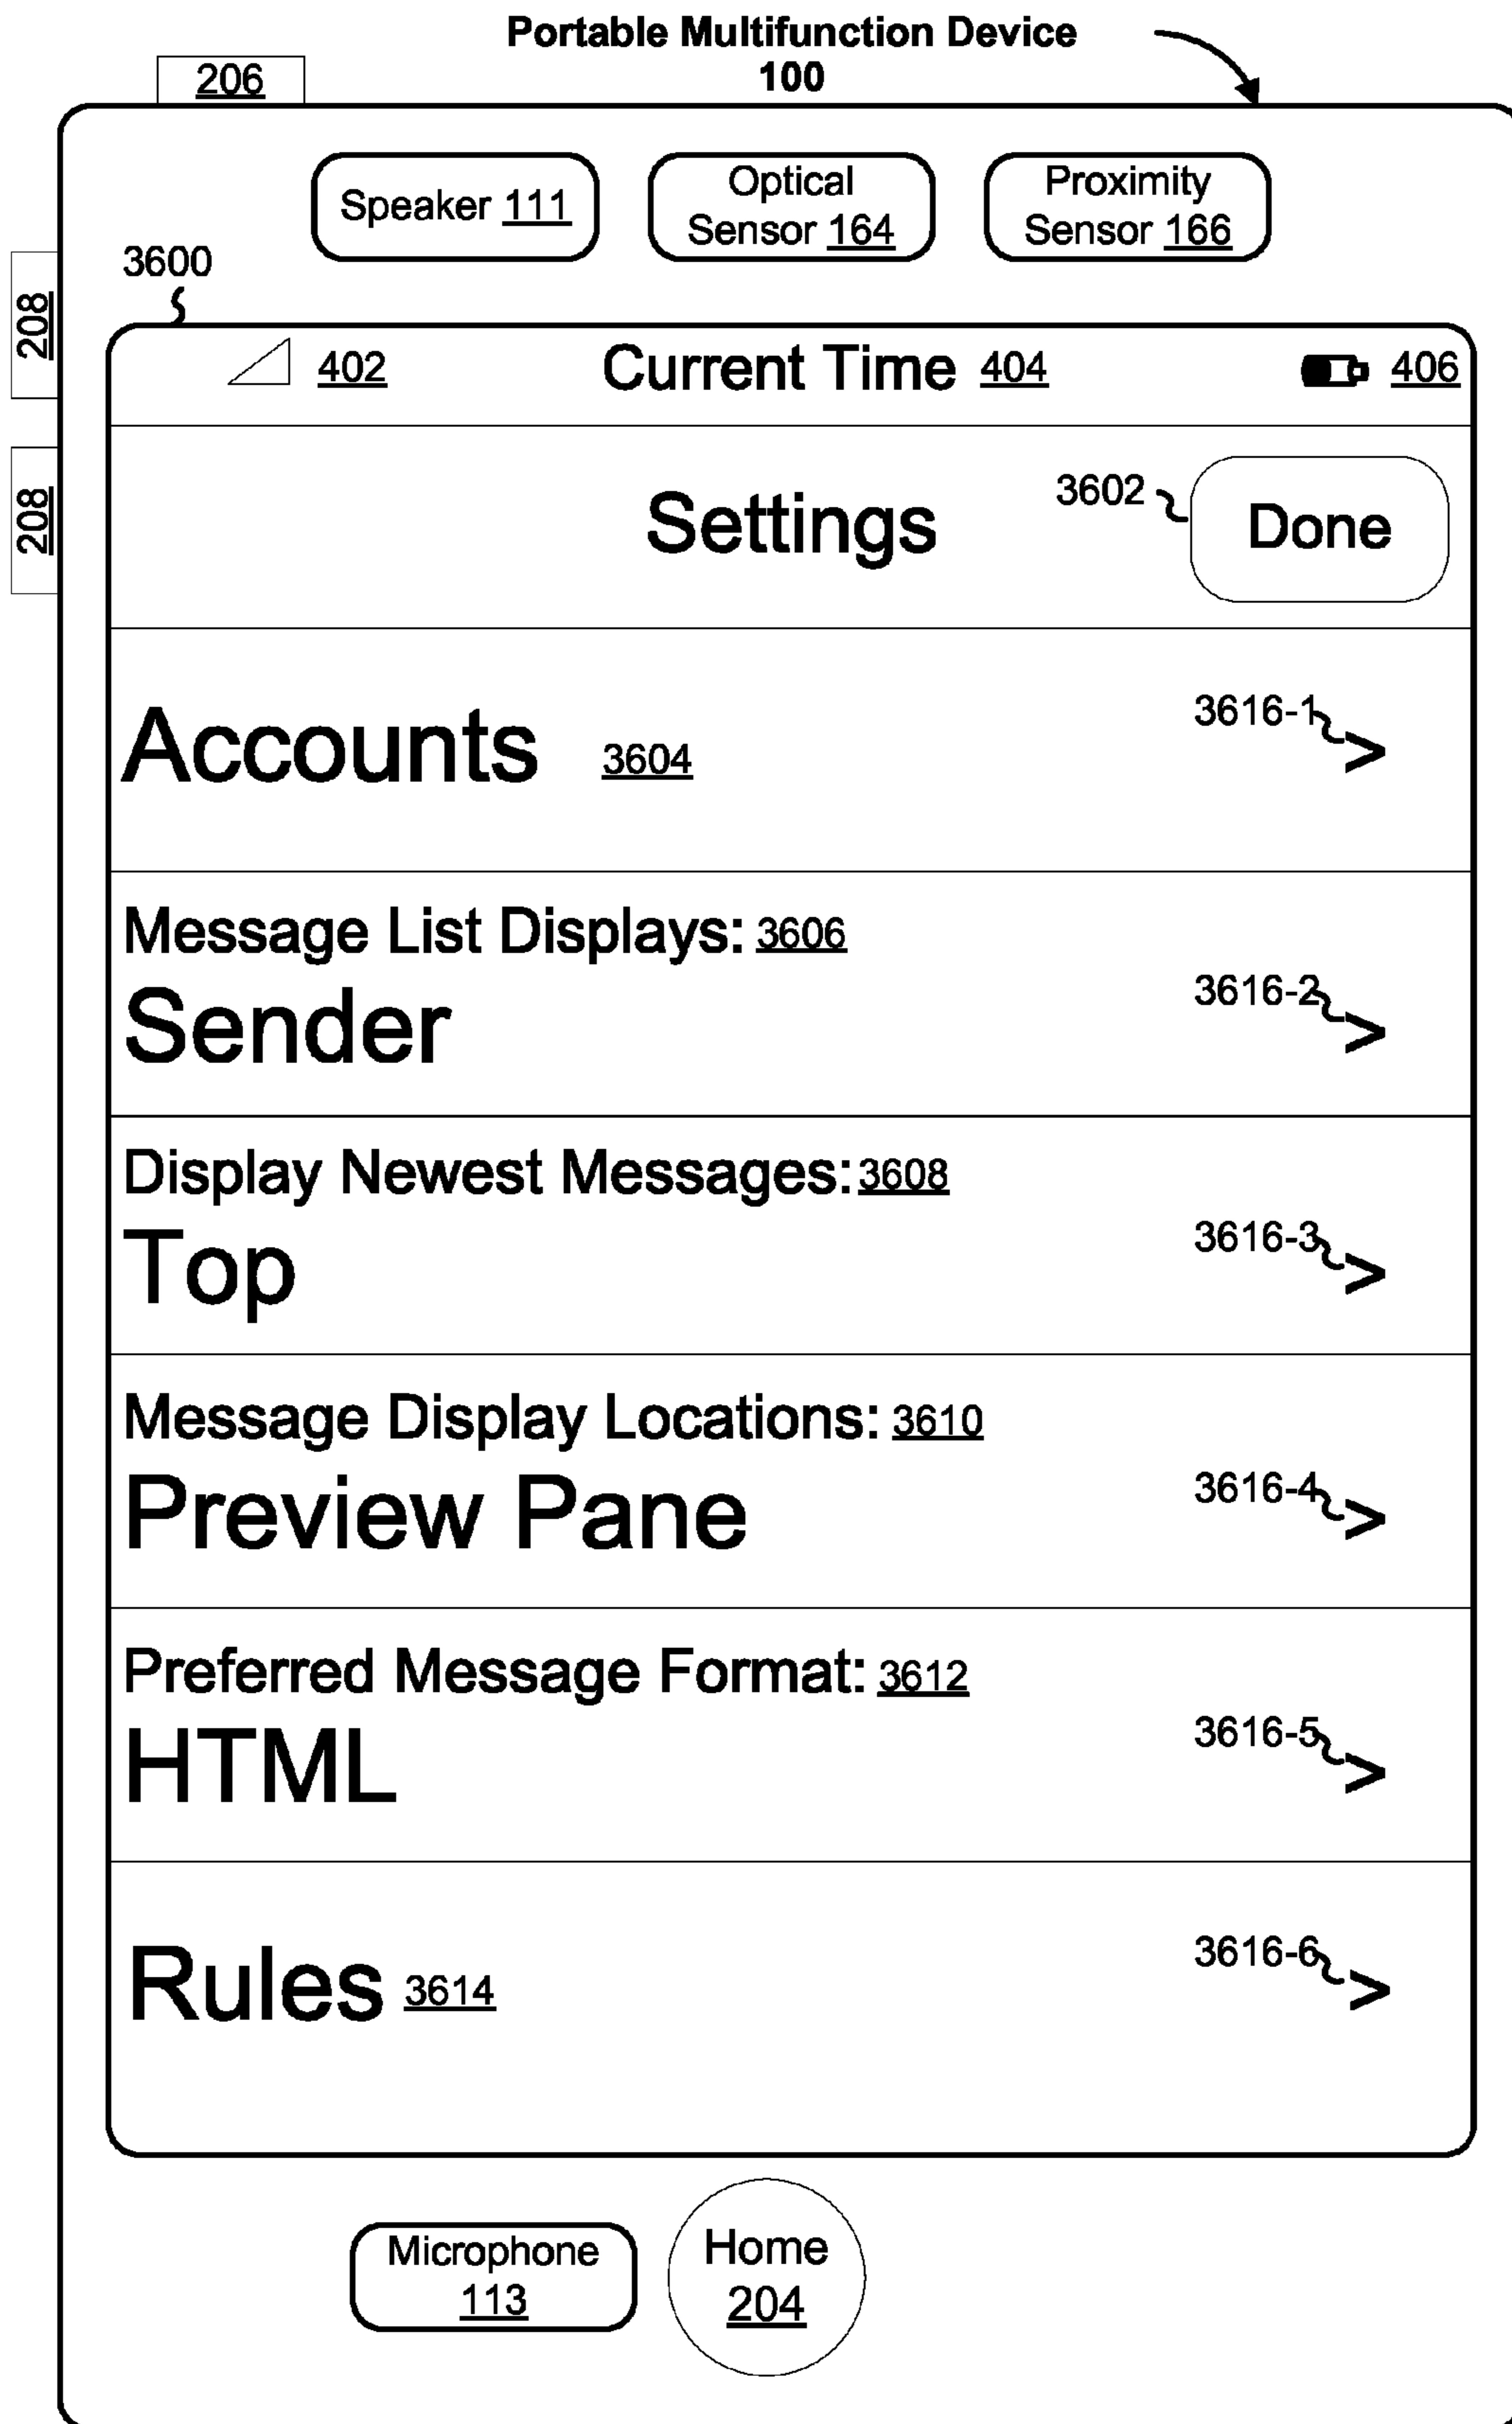 Portable Multifunction Device
100
206
Speaker 111
Optical
Sensor 164
Proximity
Sensor 166
3600
208
402
Current Time 404
406
208
Settings
3602
Done
Accounts 3604
3616-1
>
Message List Displays: 3606
Sender
3616-2
>
Display Newest Messages: 3608
Top
3616-3
>
Message Display Locations: 3610
Preview Pane
3616-4
>
Preferred Message Format: 3612
HTML
3616-5
>
Rules 3614
3616-6
>
Microphone
113
Home
204